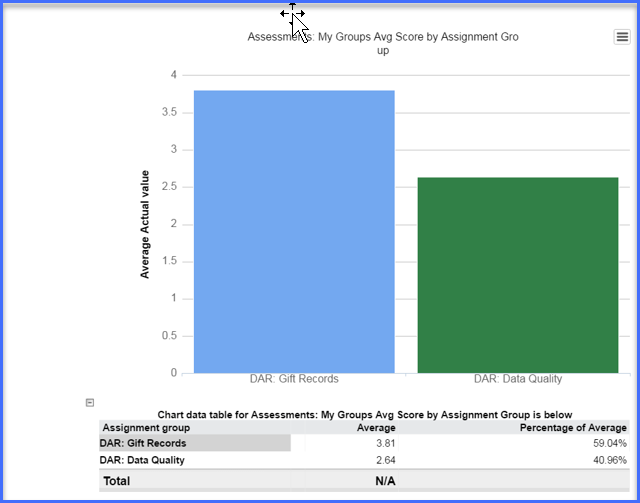 Assessments: My Groups Avg Score by Assignment Gro
up
4
3.5
3
2.5
2
1.5
1
0.5
0
Average Actual value
DAR: Gift Records DAR: Data Quality
Chart data table for Assessments: My Groups Avg Score by Assignment Group is below
Assignment group Average Percentage of Average
DAR: Gift Records 3.81 59.04%
DAR: Data Quality 2.64 40.96%
Total N/A